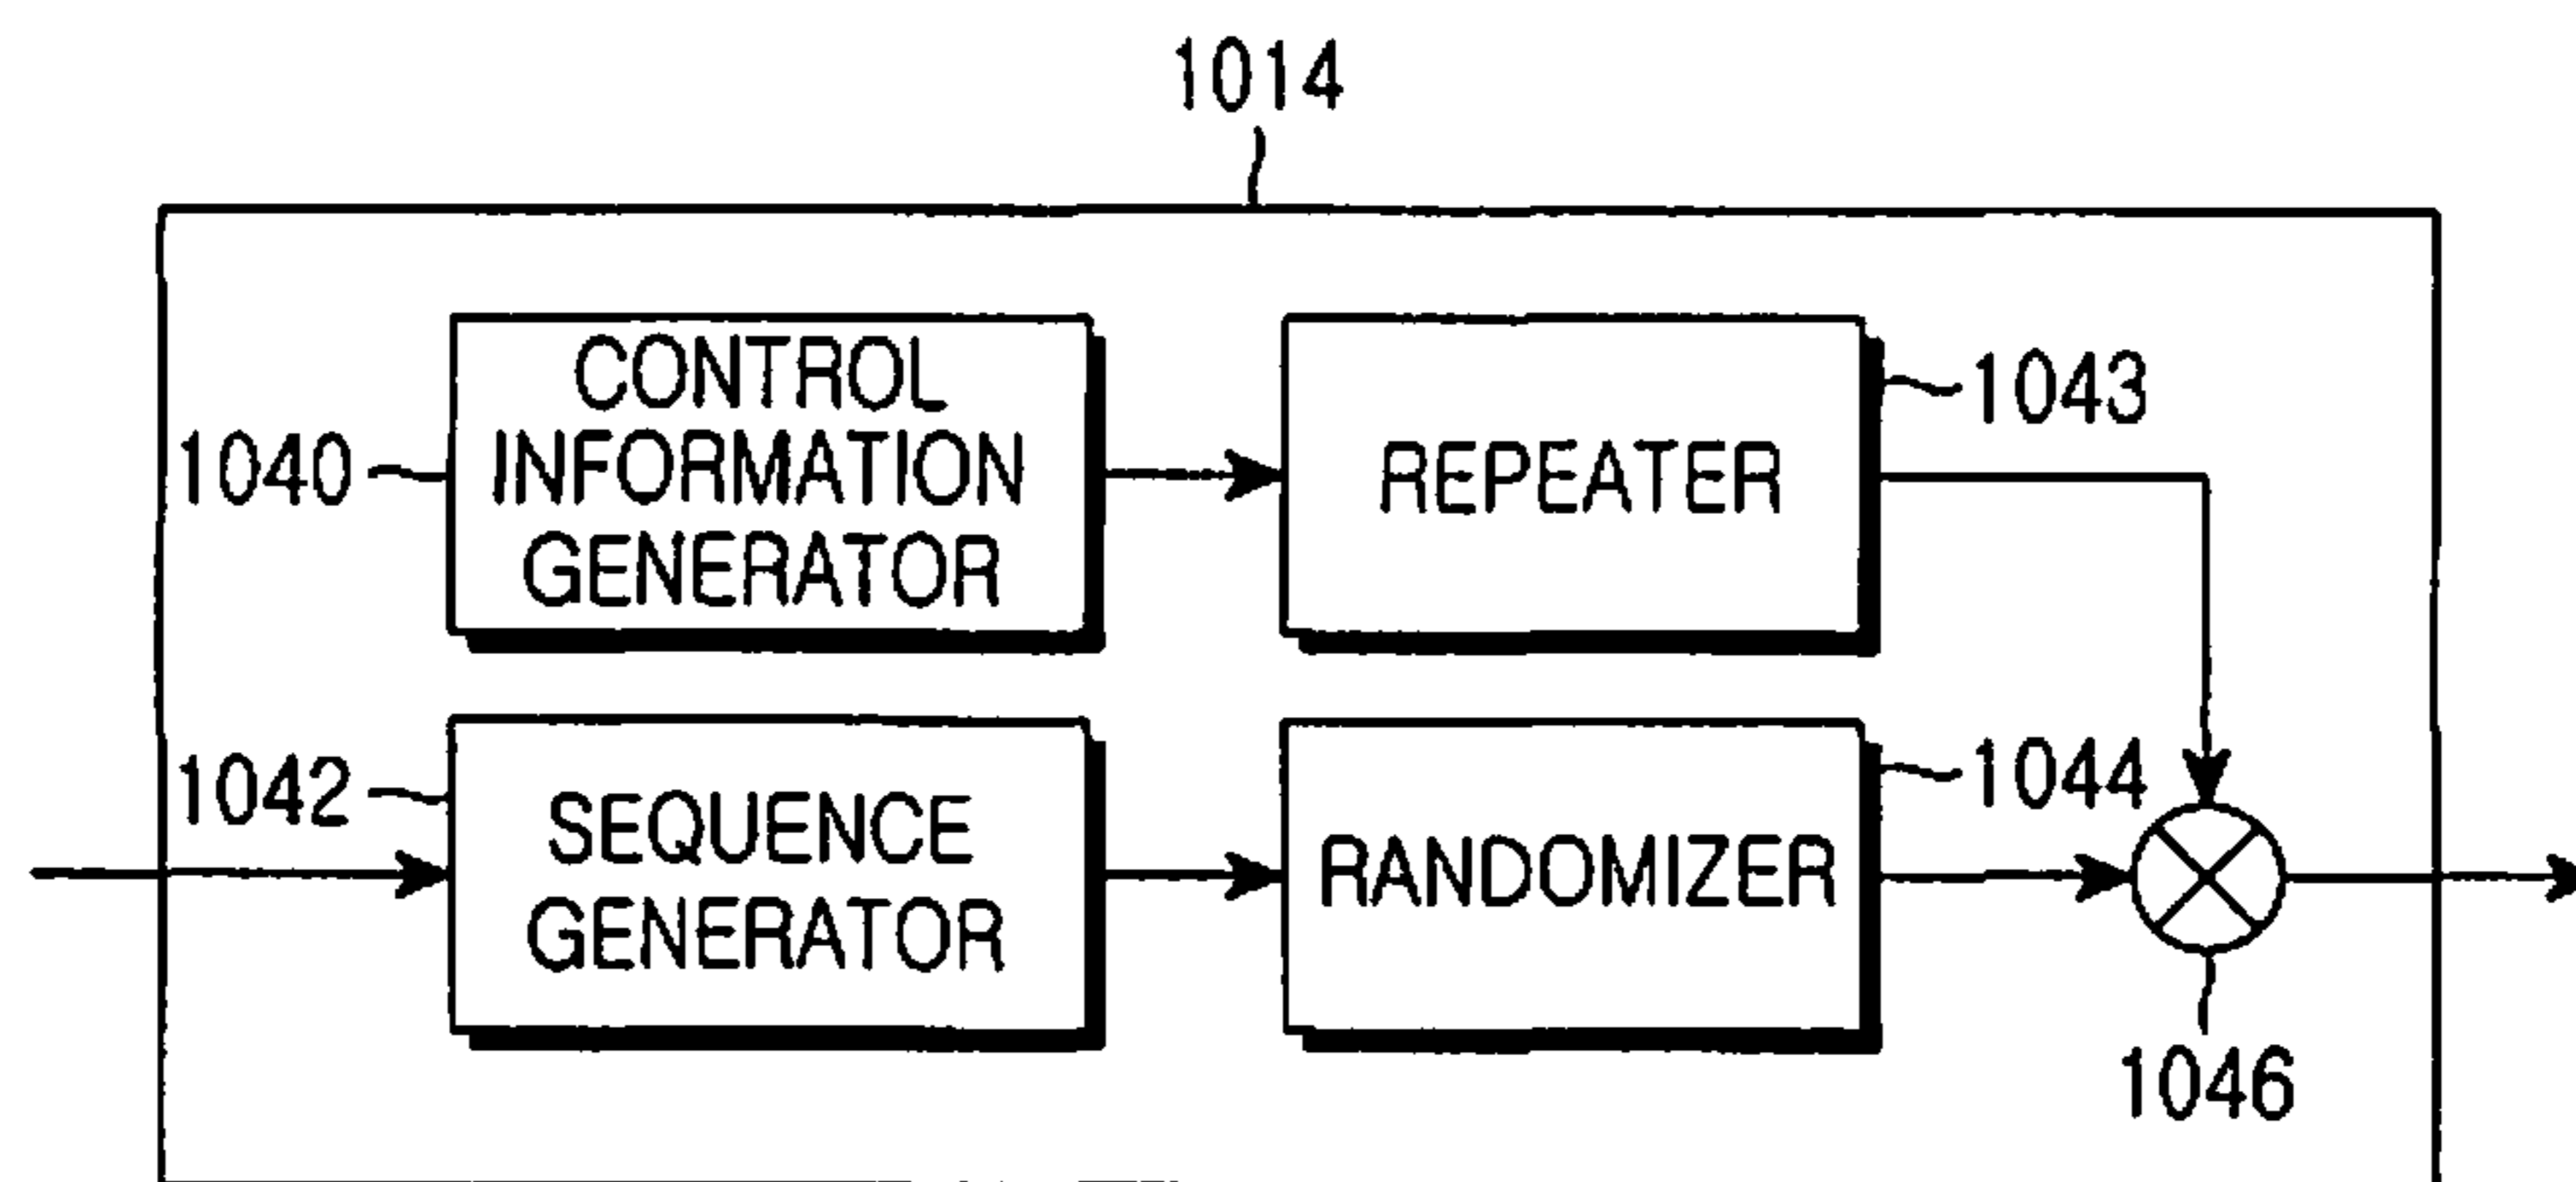 1014
CONTROL
INFORMATION
GENERATOR
1040
REPEATER
1043
SEQUENCE
GENERATOR
1042
RANDOMIZER
1044
1046